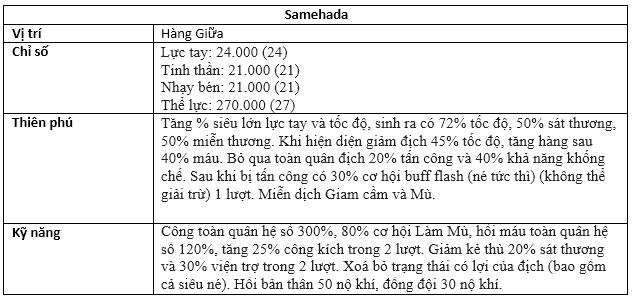 Samehada
Vị trí Hàng Giữa
Chỉ số Lực tay: 24.000 (24)
Tinh thần: 21.000 (21)
Nhạy bén: 21.000 (21)
Thể lực: 270.000 (27)
Thiên phú Tăng % siêu lớn lực tay và tốc độ, sinh ra có 72% tốc độ, 50% sát thương,
50% miễn thương. Khi hiện diện giảm địch 45% tốc độ, tăng hàng sau
40% máu. Bỏ qua toàn quân địch 20% tấn công và 40% khả năng khống
chế. Sau khi bị tấn công có 30% cơ hội buff flash (né tức thì) (không thể
giải trừ) 1 lượt. Miễn dịch Giam cầm và Mù.
Kỹ năng Công toàn quân hệ số 300%, 80% cơ hội Làm Mù, hồi máu toàn quân hệ
số 120%, tăng 25% công kích trong 2 lượt. Giảm kẻ thù 20% sát thương
và 30% viện trợ trong 2 lượt. Xoá bỏ trạng thái có lợi của địch (bao gồm
cả siêu né). Hồi bản thân 50 nộ khí, đồng đội 30 nộ khí.